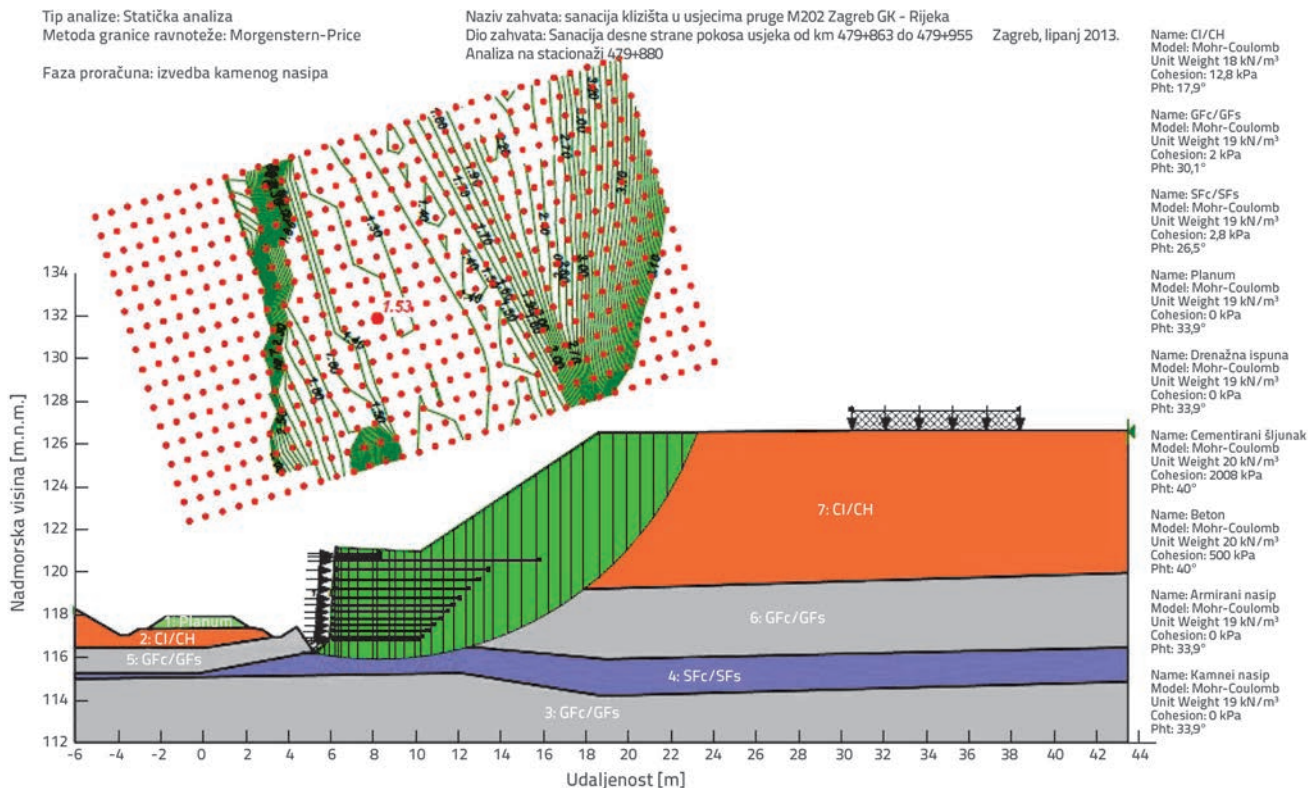 Tip analize: Statička analiza
Metoda granice ravnoteže: Morgenstern-Price
Faza proračuna: izvedba kamenog nasipa
Naziv zahvata: sanacija klizišta u usjecima pruge M202 Zagreb GK - Rijeka
Dio zahvata: Sanacija desne strane pokosa usjeka od km 479+863 do 479+955 Zagreb, lipanj 2013.
Analiza na stacionaži 479+880
Name: CI/CH
Model: Mohr-Coulomb
Unit Weight 18 kN/m³
Cohesion: 12,8 kPa
Pht: 17,9°
Name: GFc/GFs
Model: Mohr-Coulomb
Unit Weight 19 kN/m³
Cohesion: 2 kPa
Pht: 30,1°
Name: SFc/SFs
Model: Mohr-Coulomb
Unit Weight 19 kN/m³
Cohesion: 2,8 kPa
Pht: 26,5°
Name: Planum
Model: Mohr-Coulomb
Unit Weight 19 kN/m³
Cohesion: 0 kPa
Pht: 33,9°
Name: Drenažna ispuna
Model: Mohr-Coulomb
Unit Weight 19 kN/m³
Cohesion: 0 kPa
Pht: 33,9°
Name: Cementirani šljunak
Model: Mohr-Coulomb
Unit Weight 20 kN/m³
Cohesion: 2008 kPa
Pht: 40°
Name: Beton
Model: Mohr-Coulomb
Unit Weight 20 kN/m³
Cohesion: 500 kPa
Pht: 40°
Name: Armirani nasip
Model: Mohr-Coulomb
Unit Weight 19 kN/m³
Cohesion: 0 kPa
Pht: 33,9°
Name: Kamnei nasip
Model: Mohr-Coulomb
Unit Weight 19 kN/m³
Cohesion: 0 kPa
Pht: 33,9°
1.53
Nadmorska visina [m.n.m.]
134
132
130
128
126
124
122
120
118
116
114
112
1: Planum
2: CI/CH
5: GFc/GFs
7: CI/CH
6: GFc/GFs
4: SFc/SFs
3: GFc/GFs
-6 -4 -2 0 2 4 6 8 10 12 14 16 18 20 22 24 26 28 30 32 34 36 38 40 42 44
Udaljenost [m]